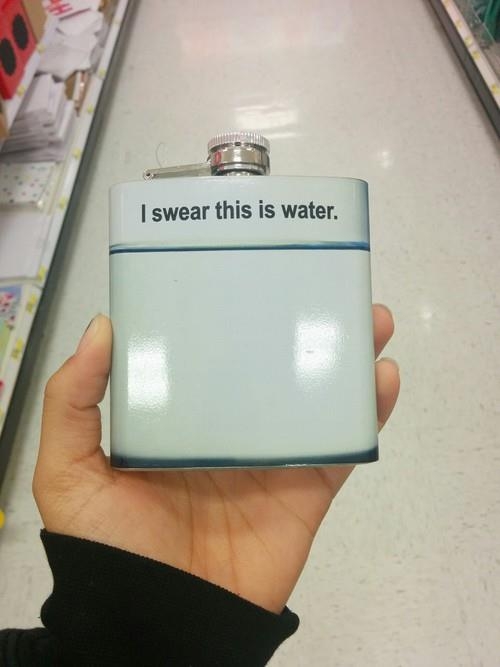 I swear this is water.